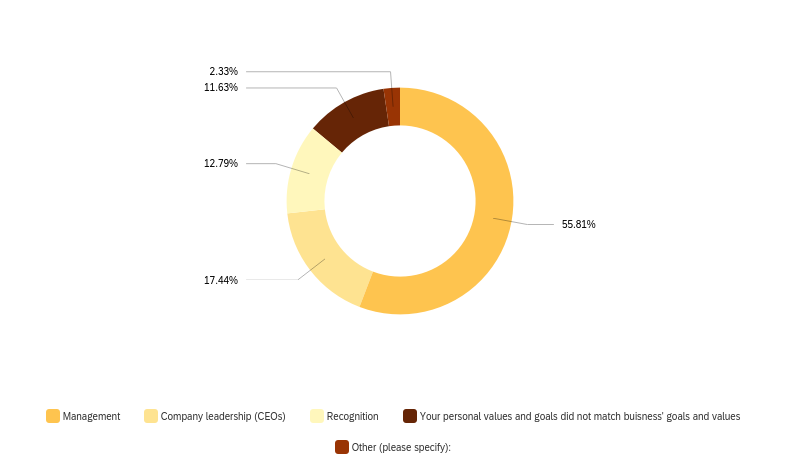 2.33%
11.63%
12.79%
55.81%
17.44%
Management Company leadership (CEOs) Recognition Your personal values and goals did not match buisness' goals and values
Other (please specify):